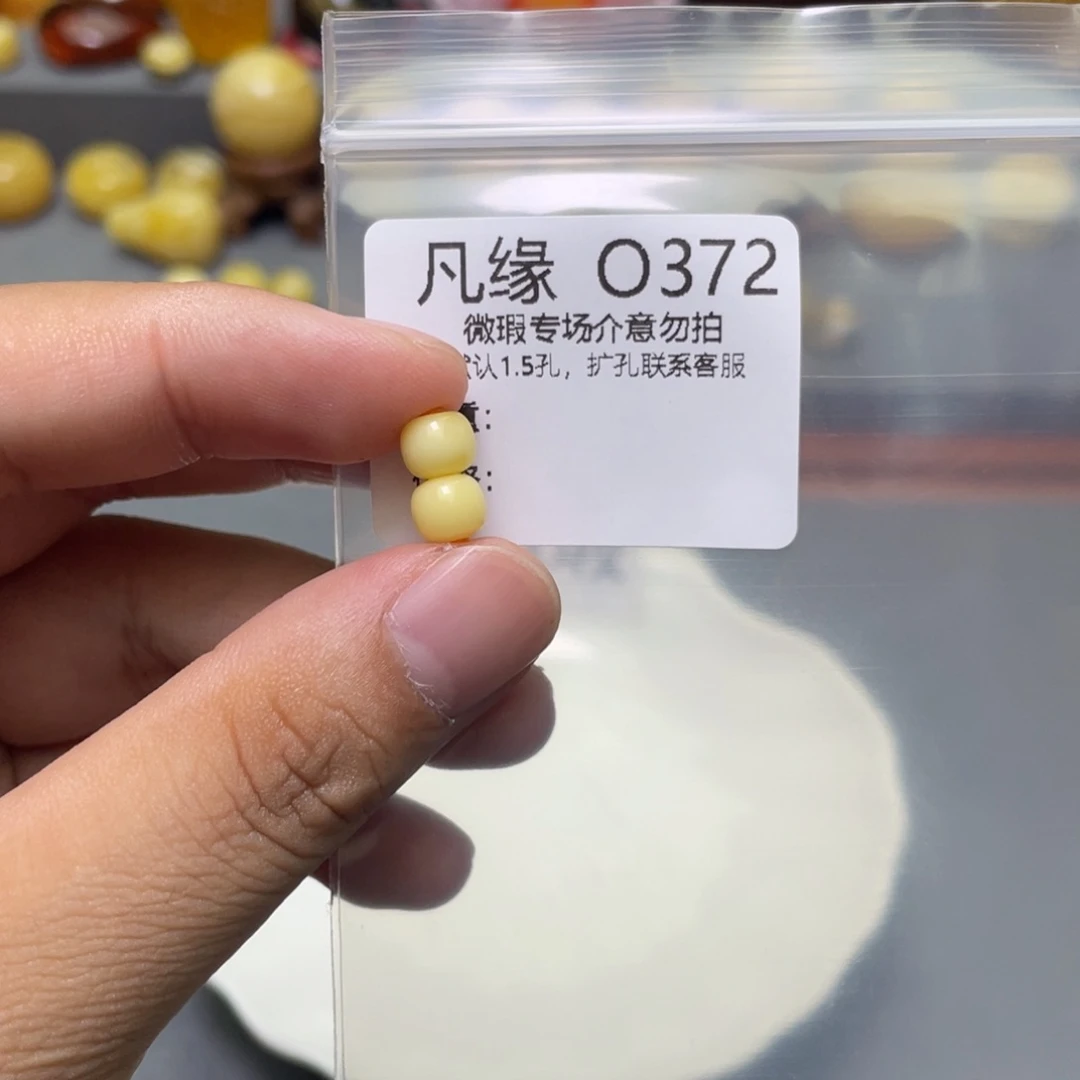 凡缘 O372
微瑕专场介意勿拍
认1.5孔，扩孔联系客服
：
：